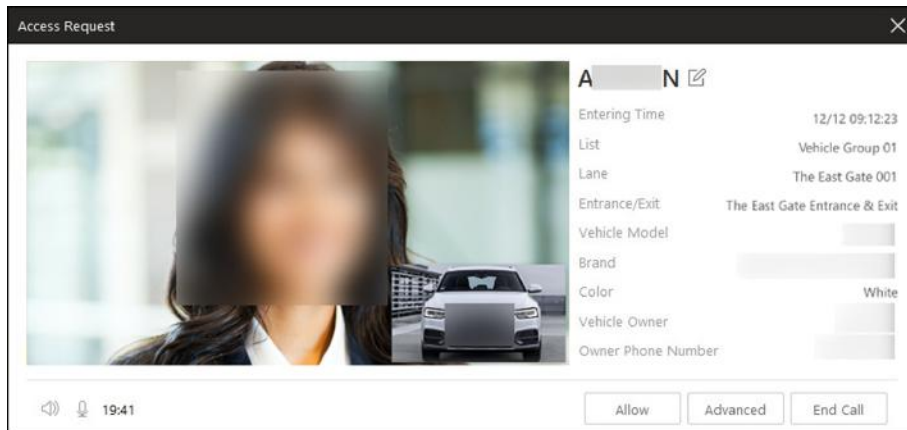 Access Request
A N
Entering Time 12/12 09:12:23
List Vehicle Group 01
Lane The East Gate 001
Entrance/Exit The East Gate Entrance & Exit
Vehicle Model
Brand
Color White
Vehicle Owner
Owner Phone Number
19:41 Allow Advanced End Call